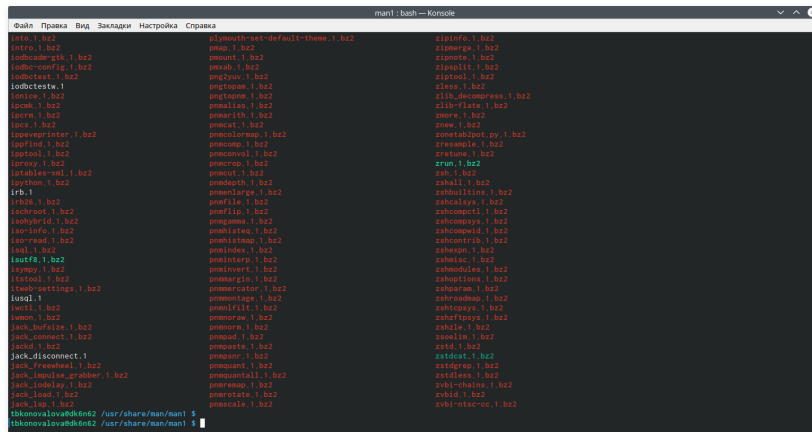 man1 : bash — Konsole
Файл Правка Вид Закладки Настройка Справка
into.1.bz2 plymouth-set-default-theme.1.bz2 zipinfo.1.bz2
intro.1.bz2 pmap.1.bz2 zipmerge.1.bz2
iodbcadm-gtk.1.bz2 pmount.1.bz2 zipnote.1.bz2
iodbc-config.1.bz2 pmxab.1.bz2 zipsplit.1.bz2
iodbctest.1.bz2 png2yuv.1.bz2 ziptool.1.bz2
iodbctestw.1 pngtopam.1.bz2 zless.1.bz2
ionice.1.bz2 pngtopnm.1.bz2 zlib_decompress.1.bz2
ipcmk.1.bz2 pnmalias.1.bz2 zlib-flate.1.bz2
ipcrm.1.bz2 pnmarith.1.bz2 zmore.1.bz2
ipcs.1.bz2 pnmcat.1.bz2 znew.1.bz2
ippeveprinter.1.bz2 pnmcolormap.1.bz2 zonetab2pot.py.1.bz2
ippfind.1.bz2 pnmcomp.1.bz2 zresample.1.bz2
ipptool.1.bz2 pnmconvol.1.bz2 zretune.1.bz2
iproxy.1.bz2 pnmcrop.1.bz2 zrun.1.bz2
iptables-xml.1.bz2 pnmcut.1.bz2 zsh.1.bz2
ipython.1.bz2 pnmdepth.1.bz2 zshall.1.bz2
irb.1 pnmenlarge.1.bz2 zshbuiltins.1.bz2
irb26.1.bz2 pnmfile.1.bz2 zshcalsys.1.bz2
ischroot.1.bz2 pnmflip.1.bz2 zshcompctl.1.bz2
isohybrid.1.bz2 pnmgamma.1.bz2 zshcompsys.1.bz2
iso-info.1.bz2 pnmhisteq.1.bz2 zshcompwid.1.bz2
iso-read.1.bz2 pnmhistmap.1.bz2 zshcontrib.1.bz2
isql.1.bz2 pnmindex.1.bz2 zshexpn.1.bz2
isutf8.1.bz2 pnminterp.1.bz2 zshmisc.1.bz2
isympy.1.bz2 pnminvert.1.bz2 zshmodules.1.bz2
itstool.1.bz2 pnmmargin.1.bz2 zshoptions.1.bz2
itweb-settings.1.bz2 pnmmercator.1.bz2 zshparam.1.bz2
iusql.1 pnmmontage.1.bz2 zshroadmap.1.bz2
iwctl.1.bz2 pnmnlfilt.1.bz2 zshtcpsys.1.bz2
iwmon.1.bz2 pnmnoraw.1.bz2 zshzftpsys.1.bz2
jack_bufsize.1.bz2 pnmnorm.1.bz2 zshzle.1.bz2
jack_connect.1.bz2 pnmpad.1.bz2 zsoelim.1.bz2
jackd.1.bz2 pnmpaste.1.bz2 zstd.1.bz2
jack_disconnect.1 pnmpsnr.1.bz2 zstdcat.1.bz2
jack_freewheel.1.bz2 pnmquant.1.bz2 zstdgrep.1.bz2
jack_impulse_grabber.1.bz2 pnmquantall.1.bz2 zstdless.1.bz2
jack_iodelay.1.bz2 pnmremap.1.bz2 zvbi-chains.1.bz2
jack_load.1.bz2 pnmrotate.1.bz2 zvbid.1.bz2
jack_lsp.1.bz2 pnmscale.1.bz2 zvbi-ntsc-cc.1.bz2
tbkonovalova@dk6n62 /usr/share/man/man1 $
tbkonovalova@dk6n62 /usr/share/man/man1 $